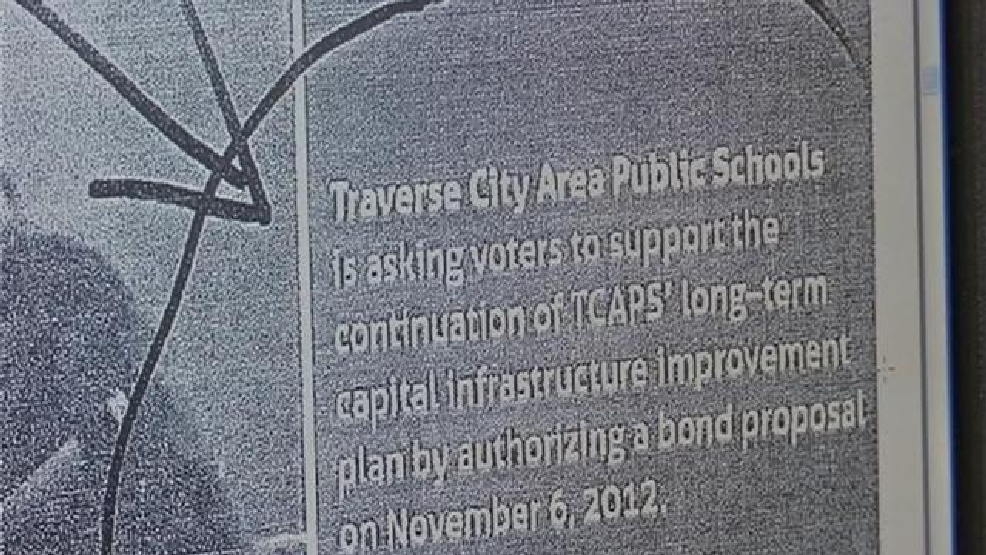 Traverse City Area Public Schools
is asking voters to support the
continuation of TCAPS' long-term
capital infrastructure improvement
plan by authorizing a bond proposal
on November 6, 2012.